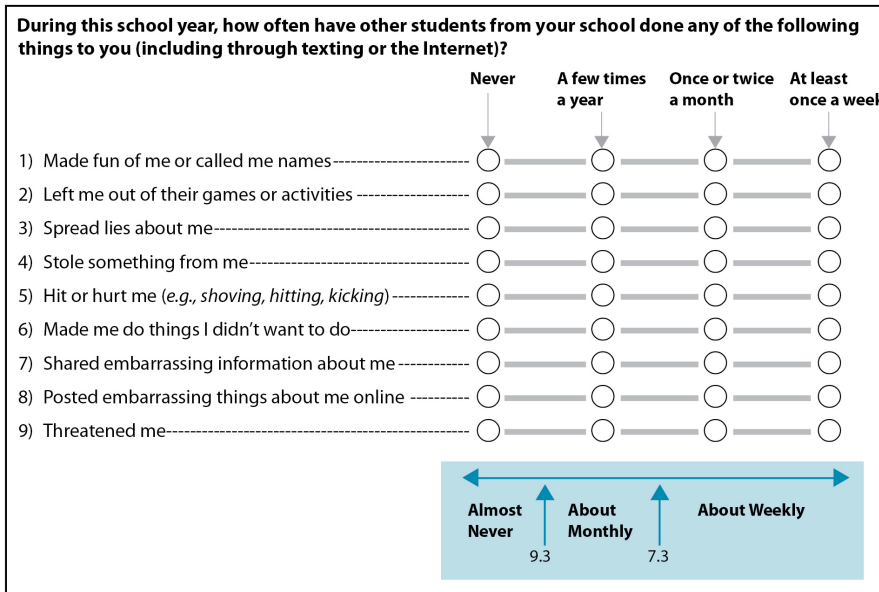 During this school year, how often have other students from your school done any of the following
things to you (including through texting or the Internet)?
Never A few times a year Once or twice a month At least once a week
1) Made fun of me or called me names
2) Left me out of their games or activities
3) Spread lies about me
4) Stole something from me
5) Hit or hurt me (e.g., shoving, hitting, kicking)
6) Made me do things I didn't want to do
7) Shared embarrassing information about me
8) Posted embarrassing things about me online
9) Threatened me
Almost Never About Monthly About Weekly
9.3 7.3